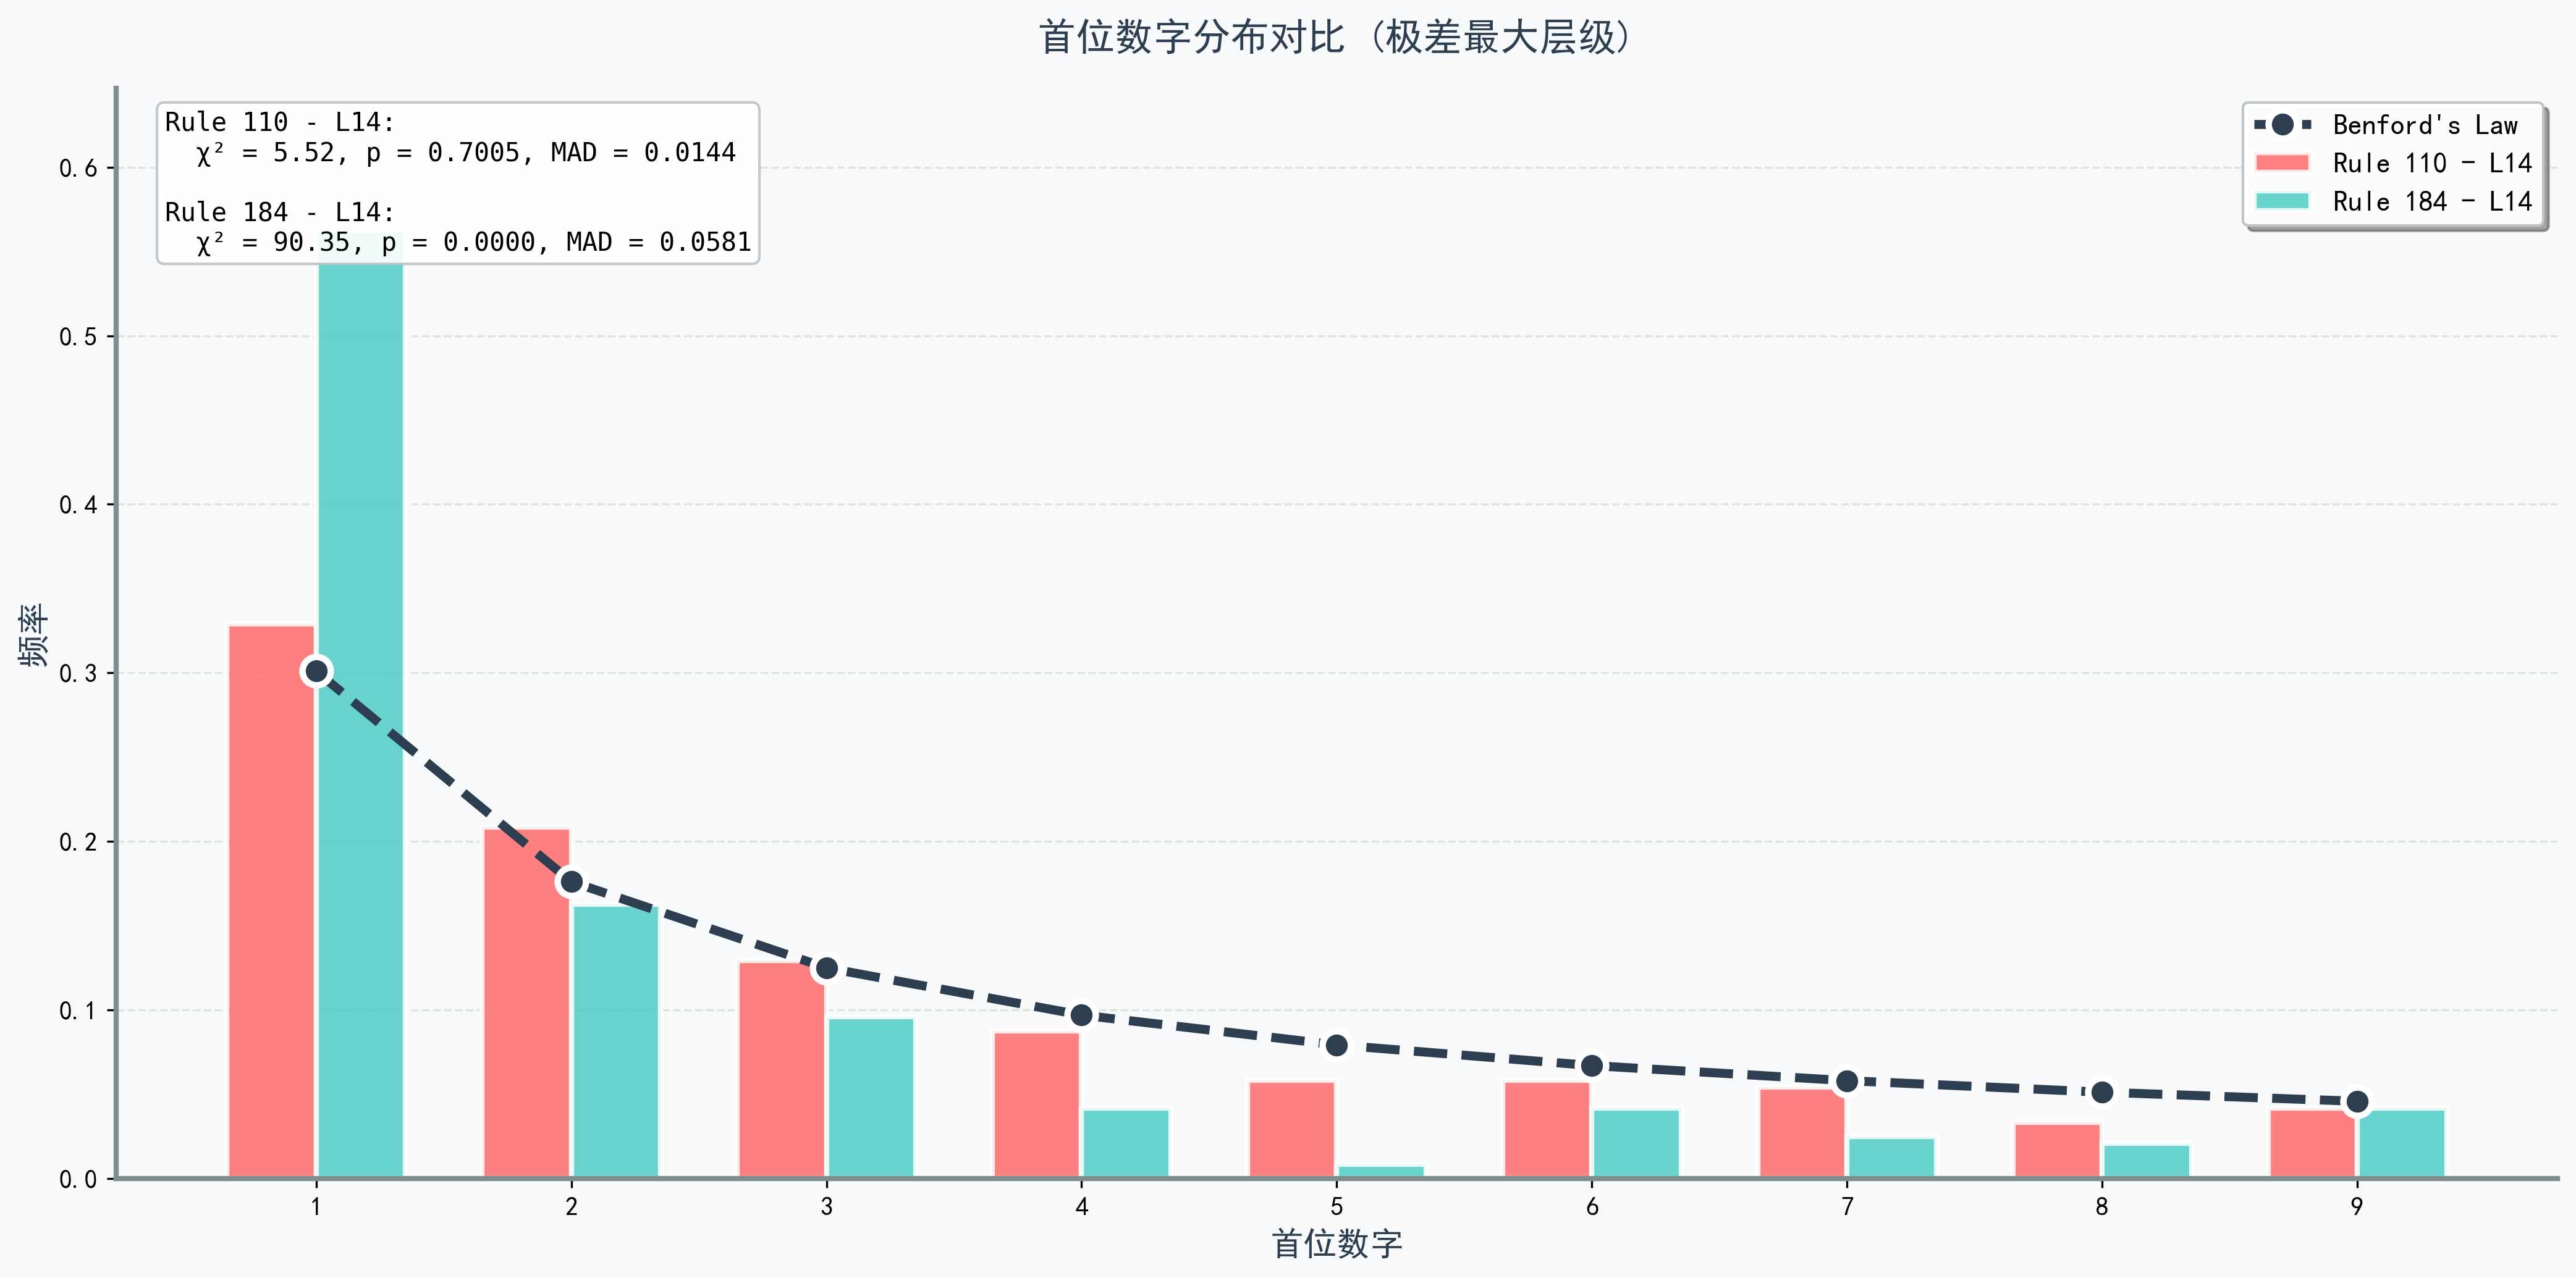 首位数字分布对比 (极差最大层级)
Rule 110 - L14:
χ² = 5.52, p = 0.7005, MAD = 0.0144
Rule 184 - L14:
χ² = 90.35, p = 0.0000, MAD = 0.0581
Benford's Law
Rule 110 - L14
Rule 184 - L14
频率
0.6
0.5
0.4
0.3
0.2
0.1
0.0
1 2 3 4 5 6 7 8 9
首位数字